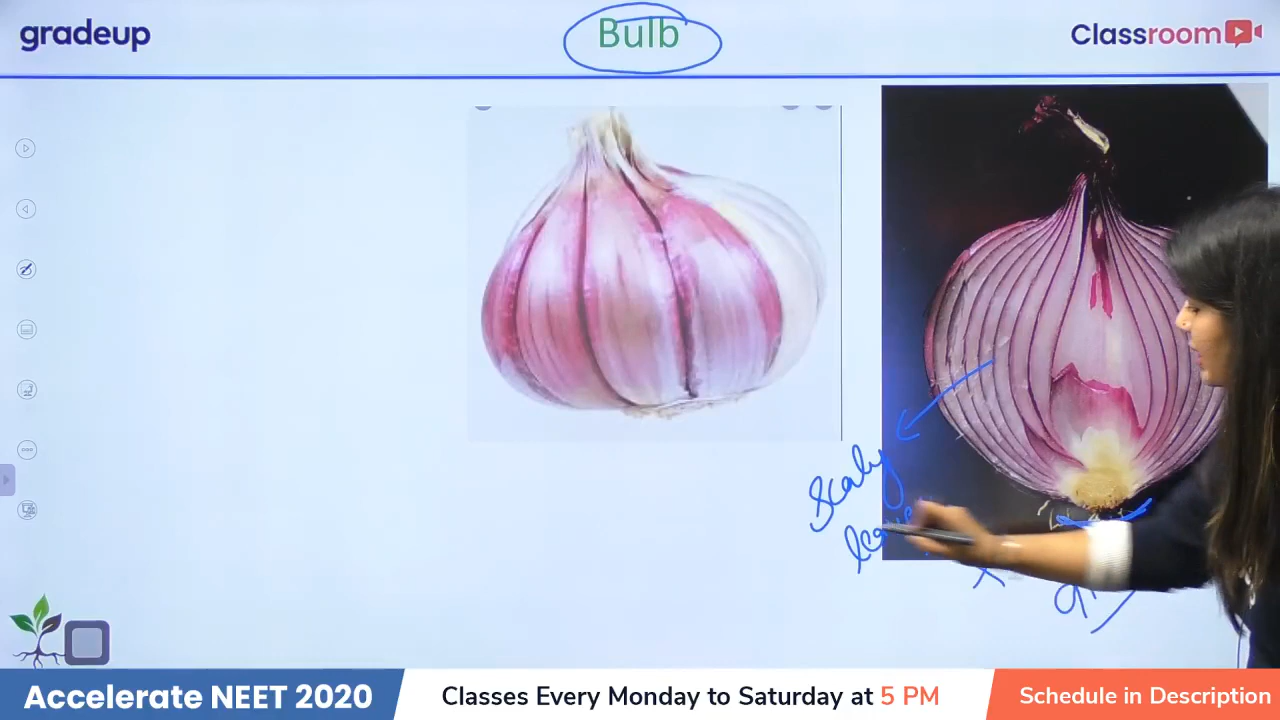 gradeup
Bulb
Classroom
Scaly
Accelerate NEET 2020
Classes Every Monday to Saturday at 5 PM
Schedule in Description